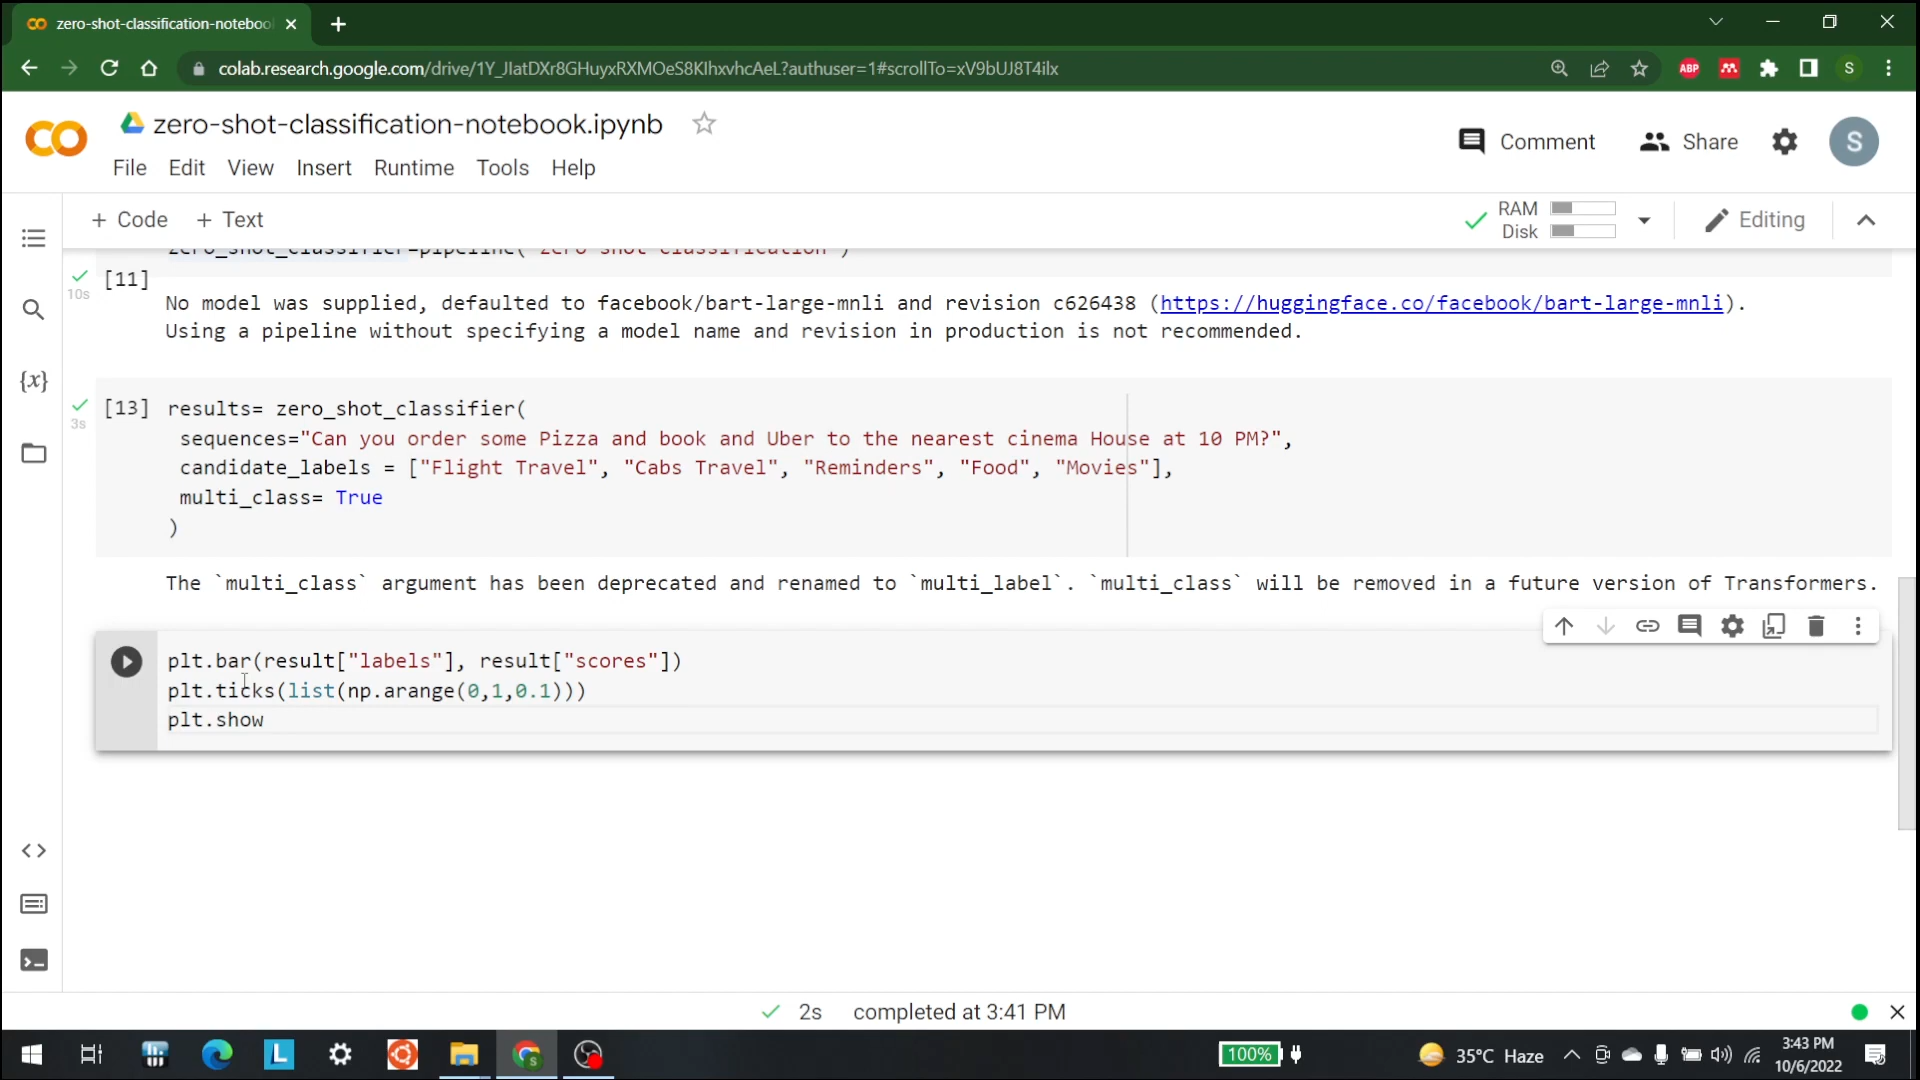 zero-shot-classification-noteboo
colab.research.google.com/drive/1Y_JIatDXr8GHuyxRXMOeS8KIhxvhcAeL?authuser=1#scrollTo=xV9bUJ8T4ilx
ABP
S
zero-shot-classification-notebook.ipynb
Comment
Share
S
File Edit View Insert Runtime Tools Help
+ Code + Text
RAM
Disk
Editing
zero_shot_classifier=pipeline("zero-shot-classification")
10s
[11]
No model was supplied, defaulted to facebook/bart-large-mnli and revision c626438 (https://huggingface.co/facebook/bart-large-mnli).
Using a pipeline without specifying a model name and revision in production is not recommended.
3s
[13] results= zero_shot_classifier(
sequences="Can you order some Pizza and book and Uber to the nearest cinema House at 10 PM?",
candidate_labels = ["Flight Travel", "Cabs Travel", "Reminders", "Food", "Movies"],
multi_class= True
)
The `multi_class` argument has been deprecated and renamed to `multi_label`. `multi_class` will be removed in a future version of Transformers.
plt.bar(result["labels"], result["scores"])
plt.ticks(list(np.arange(0,1,0.1)))
plt.show
{x}
2s completed at 3:41 PM
L
100%
35°C Haze
3:43 PM
10/6/2022